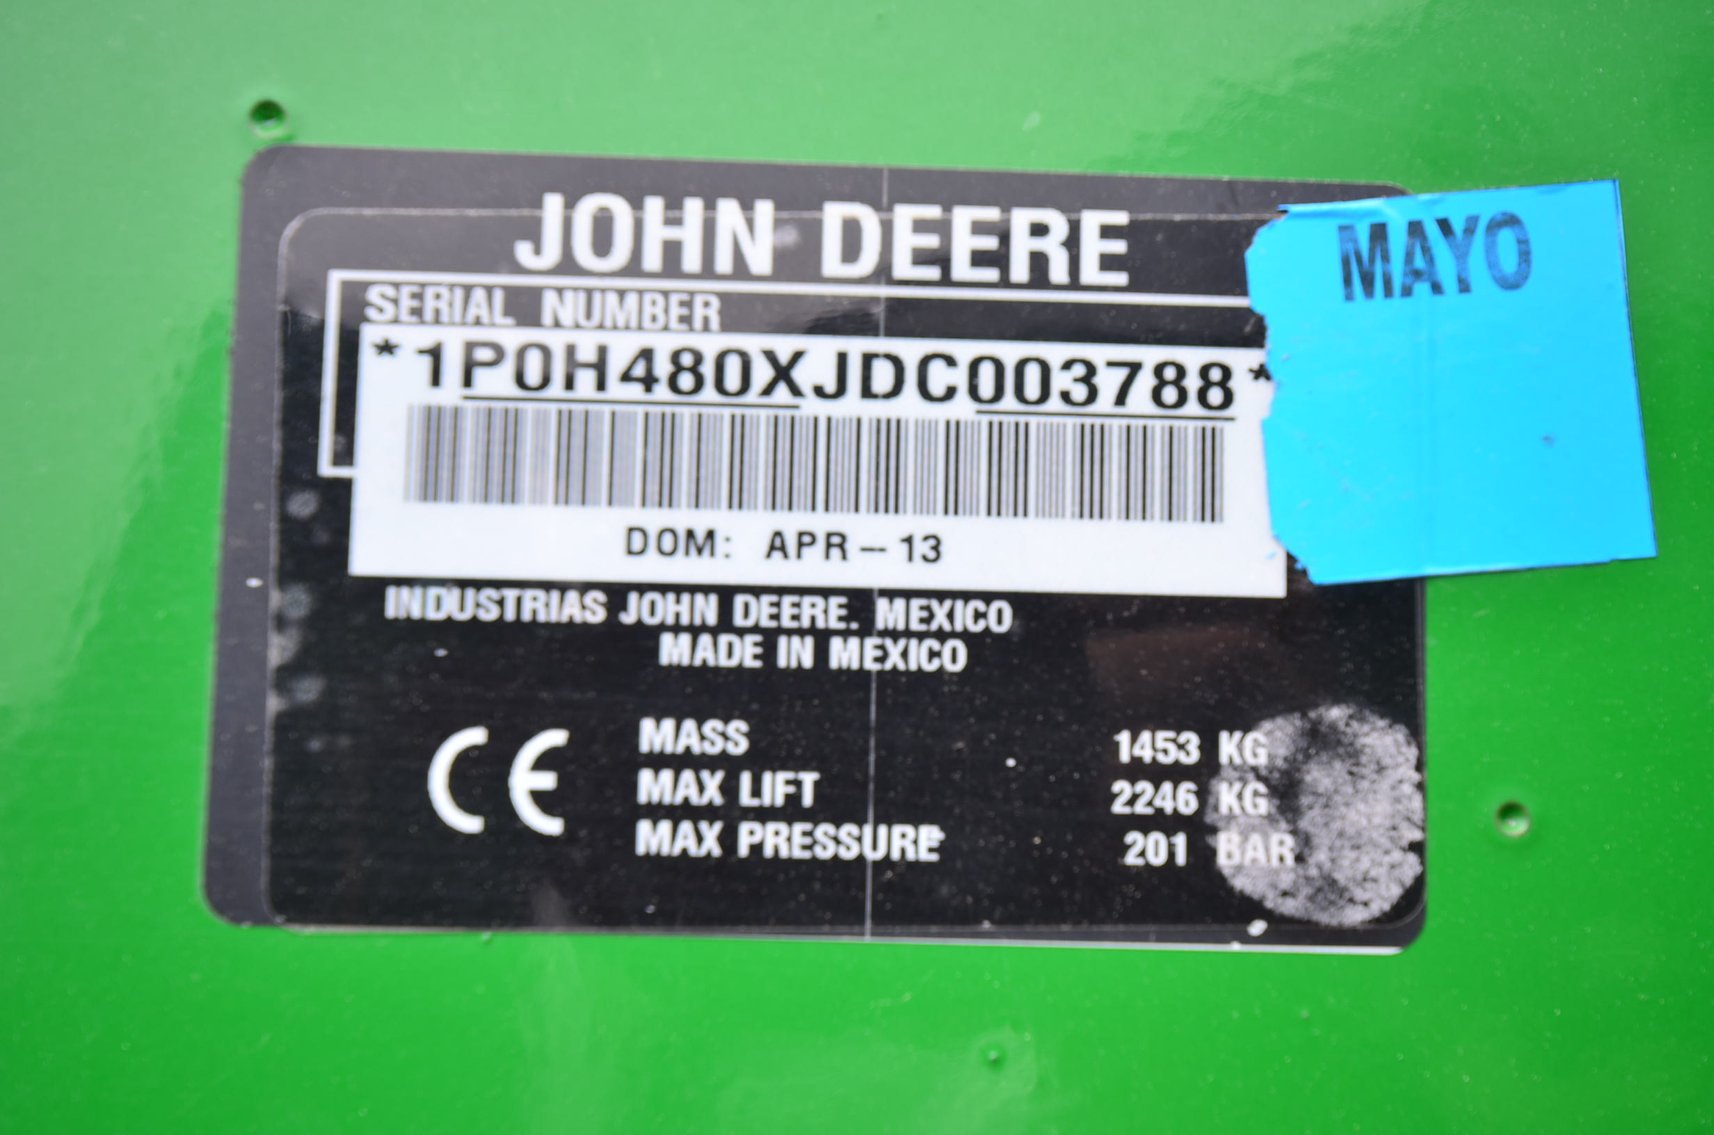 JOHN DEERE
MAYO
SERIAL NUMBER
*1P0H480XJDC003788*
DOM: APR-13
INDUSTRIAS JOHN DEERE. MEXICO
MADE IN MEXICO
CE
MASS 1453 KG
MAX LIFT 2246 KG
MAX PRESSURE 201 BAR